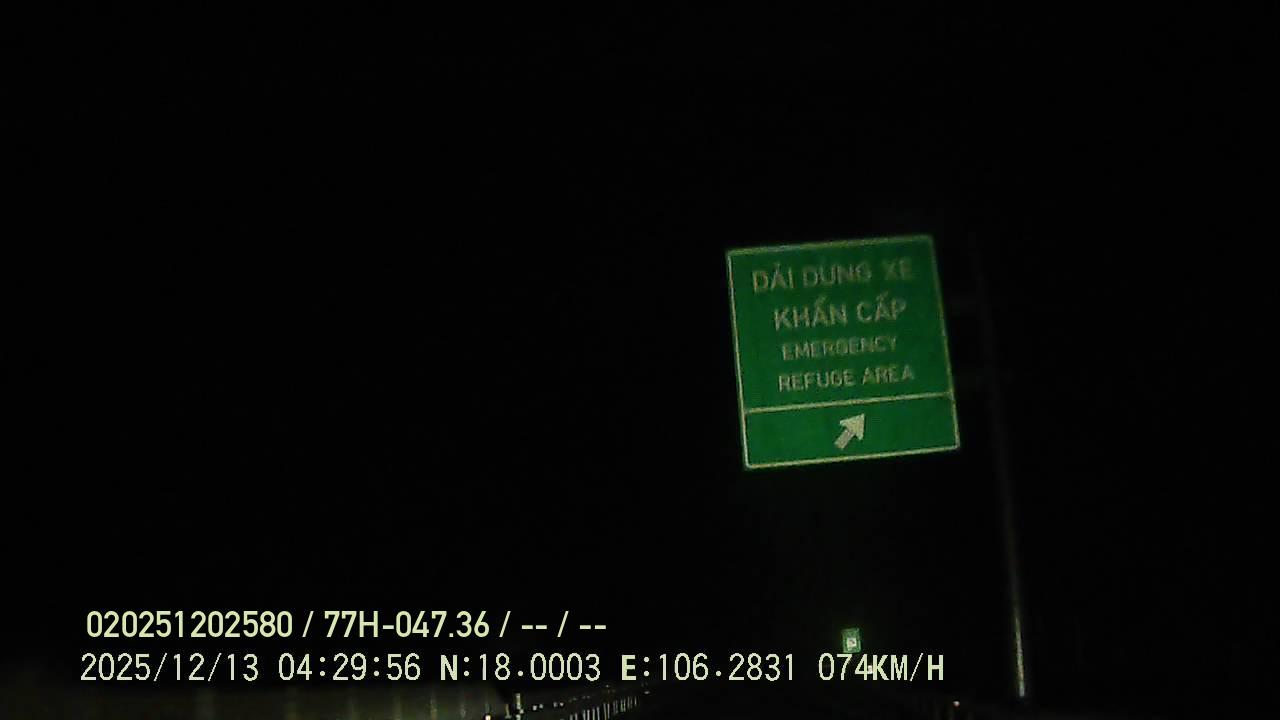 DẢI DỪNG XE
KHẨN CẤP
EMERGENCY
REFUGE AREA
020251202580 / 77H-047.36 / -- / --
2025/12/13 04:29:56 N:18.0003 E:106.2831 074KM/H